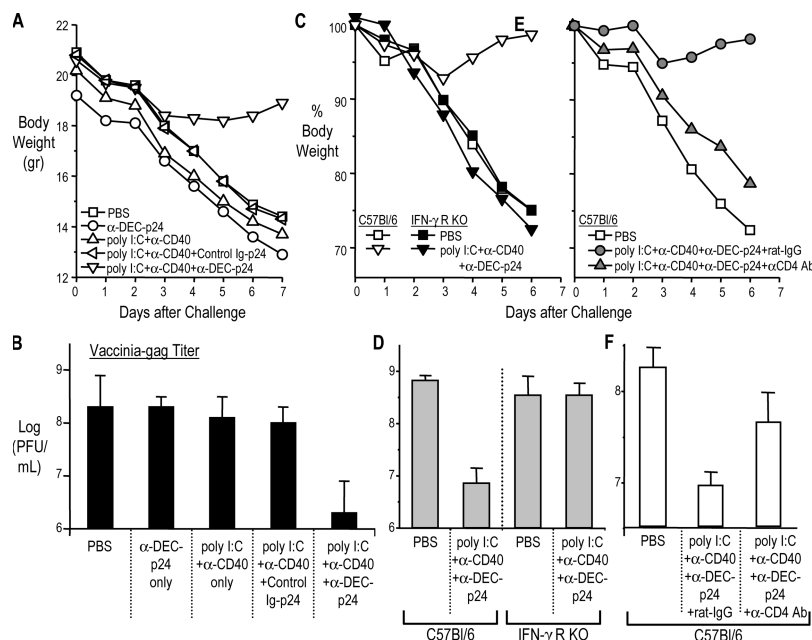 A
22
20
18
16
14
12
Body
Weight
(gr)
PBS
α-DEC-p24
poly I:C+α-CD40
poly I:C+α-CD40+Control Ig-p24
poly I:C+α-CD40+α-DEC-p24
0 1 2 3 4 5 6 7
Days after Challenge
C
100
90
80
70
%
Body
Weight
C57Bl/6 IFN-γ R KO
PBS
poly I:C+α-CD40
+α-DEC-p24
0 1 2 3 4 5 6 7
Days after Challenge
E
C57Bl/6
PBS
poly I:C+α-CD40+α-DEC-p24+rat-IgG
poly I:C+α-CD40+α-DEC-p24+αCD4 Ab
0 1 2 3 4 5 6 7
Days after Challenge
B
Vaccinia-gag Titer
9
8
7
6
Log
(PFU/
mL)
PBS
α-DEC-
p24
only
poly I:C
+α-CD40
only
poly I:C
+α-CD40
+Control
Ig-p24
poly I:C
+α-CD40
+α-DEC-
p24
D
9
8
7
6
PBS
poly I:C
+α-CD40
+α-DEC-
p24
PBS
poly I:C
+α-CD40
+α-DEC-
p24
C57Bl/6
IFN-γ R KO
F
8
7
PBS
poly I:C
+α-CD40
+α-DEC-
p24
+rat-IgG
poly I:C
+α-CD40
+α-DEC-
p24
+α-CD4 Ab
C57Bl/6